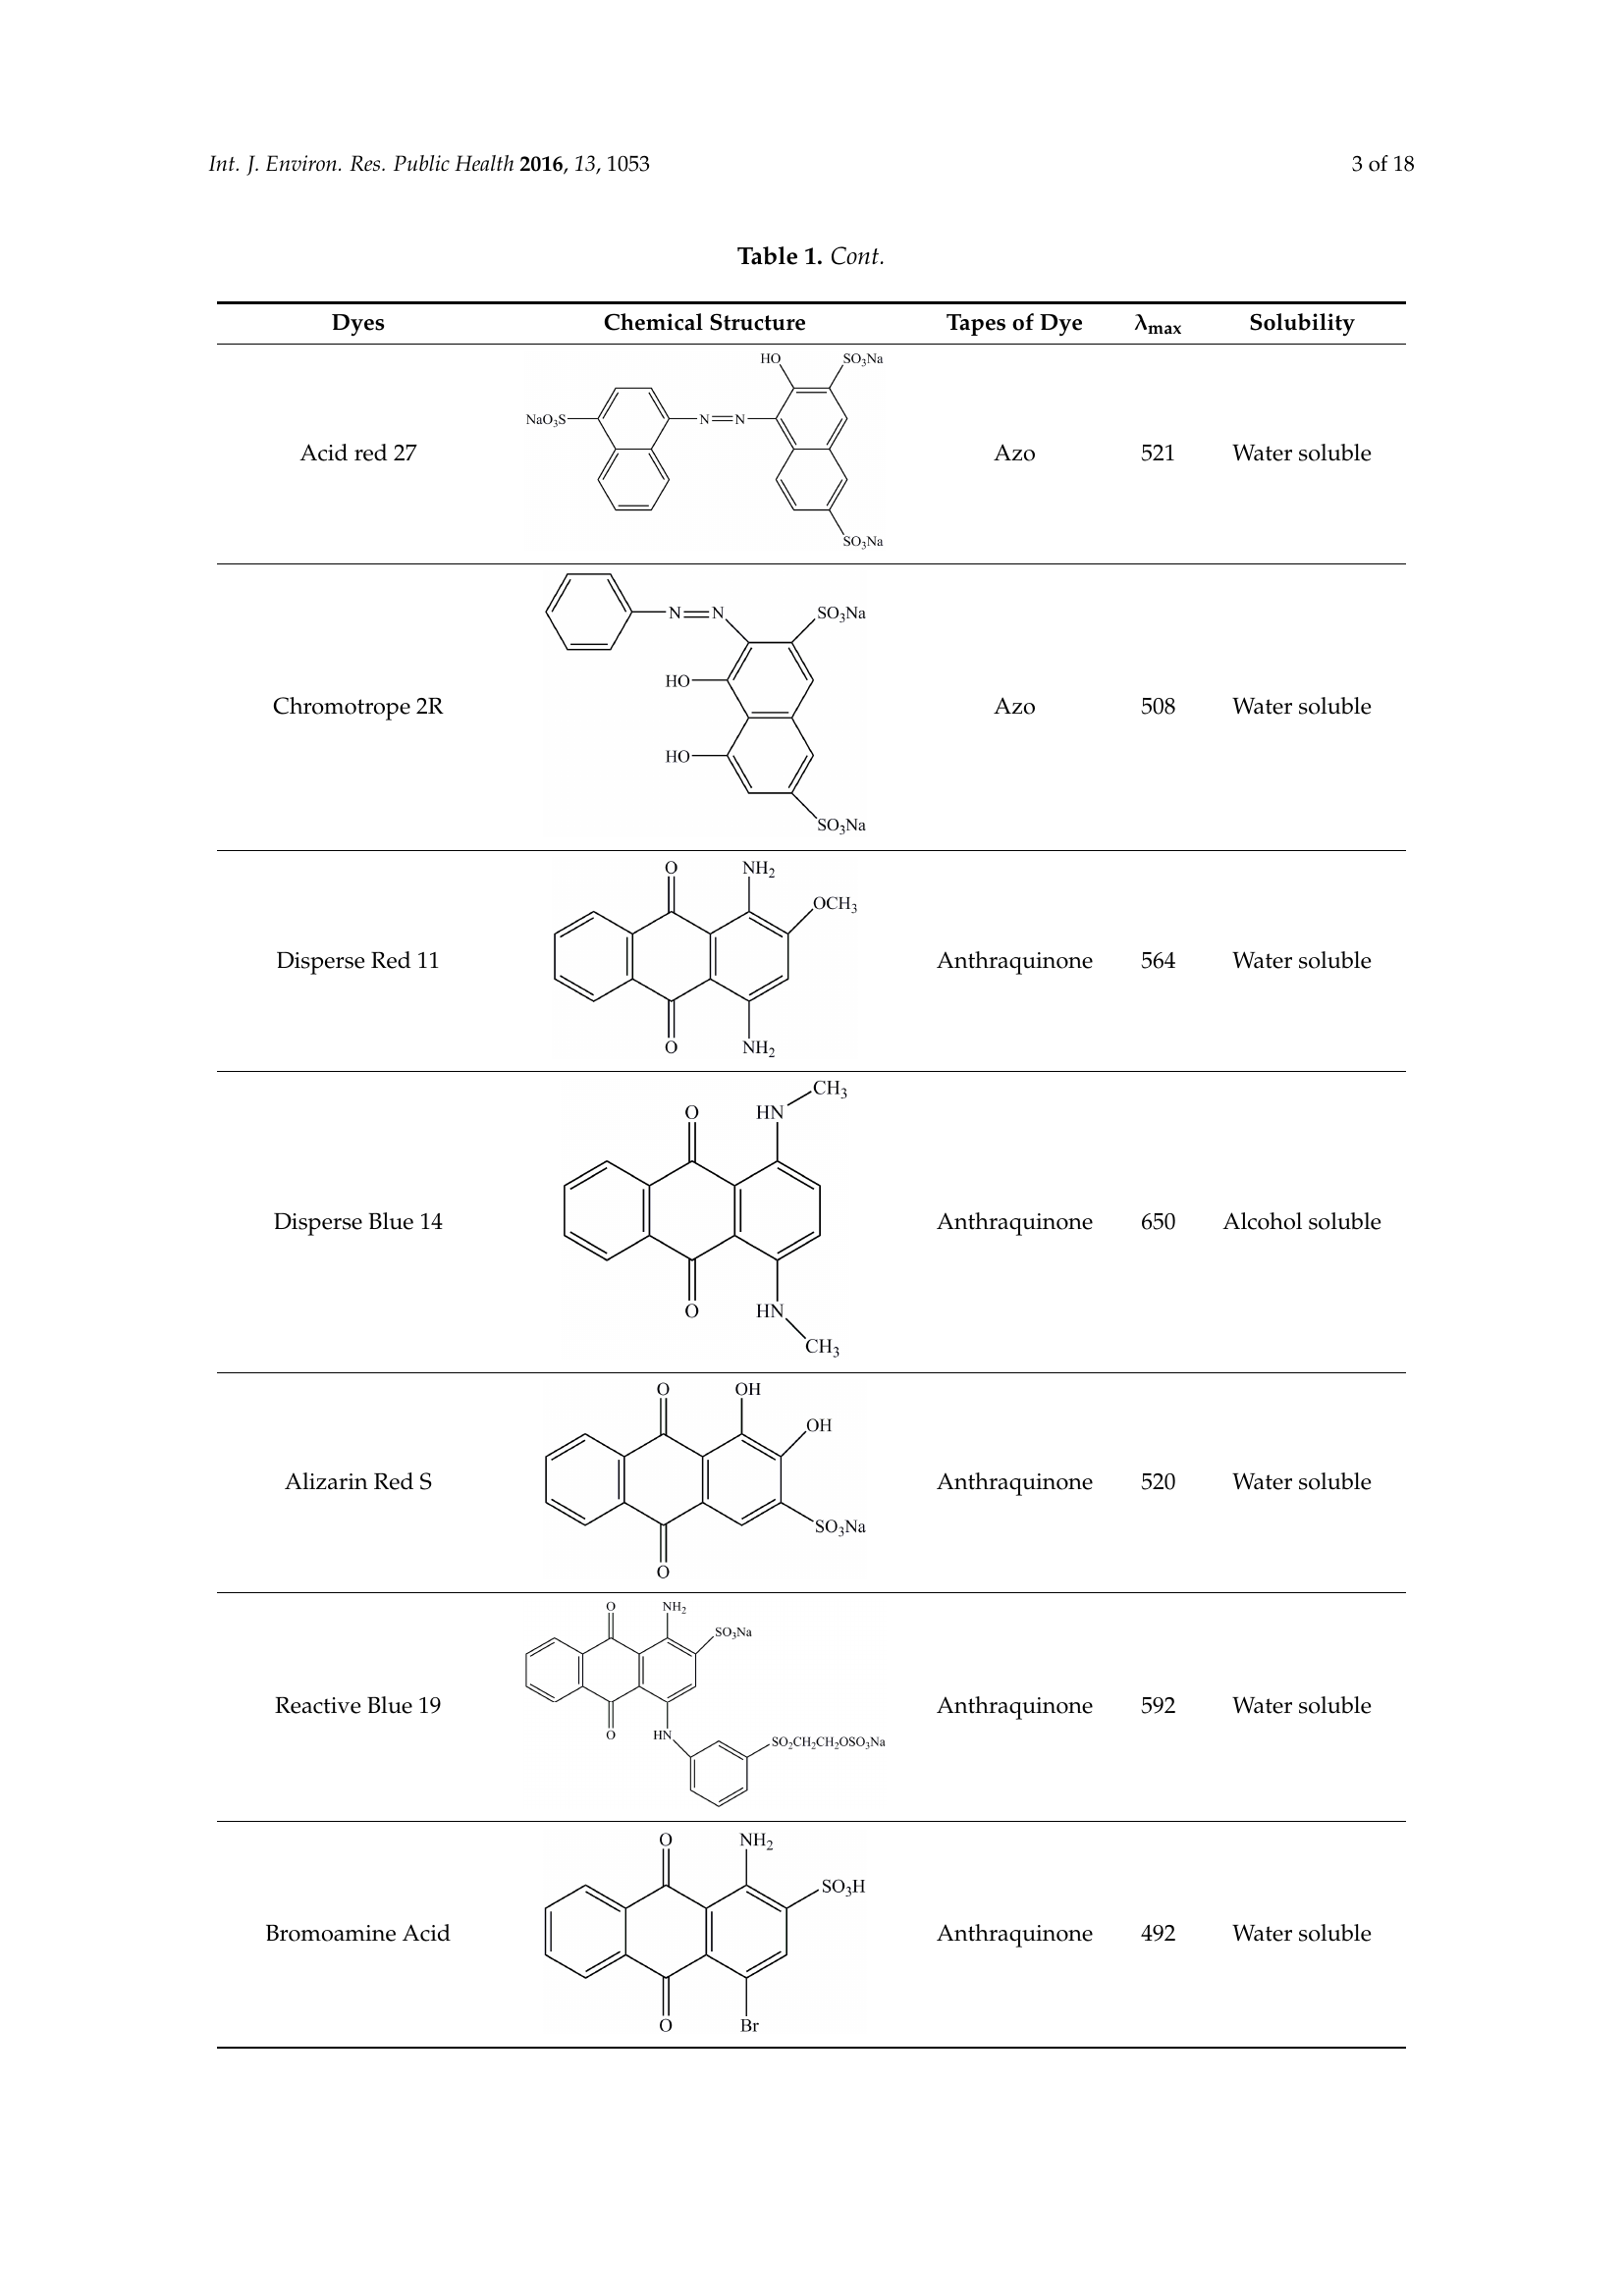 Int. J. Environ. Res. Public Health 2016, 13, 1053 3 of 18
Table 1. Cont.
Dyes Chemical Structure Tapes of Dye λmax Solubility
HO SO3Na
NaO3S N N
Acid red 27 Azo 521 Water soluble
SO3Na
N N SO3Na
HO
Chromotrope 2R Azo 508 Water soluble
HO
SO3Na
O NH2
OCH3
Disperse Red 11 Anthraquinone 564 Water soluble
O NH2
CH3
O HN
Disperse Blue 14 Anthraquinone 650 Alcohol soluble
O HN
CH3
O OH
OH
Alizarin Red S Anthraquinone 520 Water soluble
SO3Na
O
O NH2
SO3Na
Reactive Blue 19 Anthraquinone 592 Water soluble
O HN SO2CH2CH2OSO3Na
O NH2
SO3H
Bromoamine Acid Anthraquinone 492 Water soluble
O Br